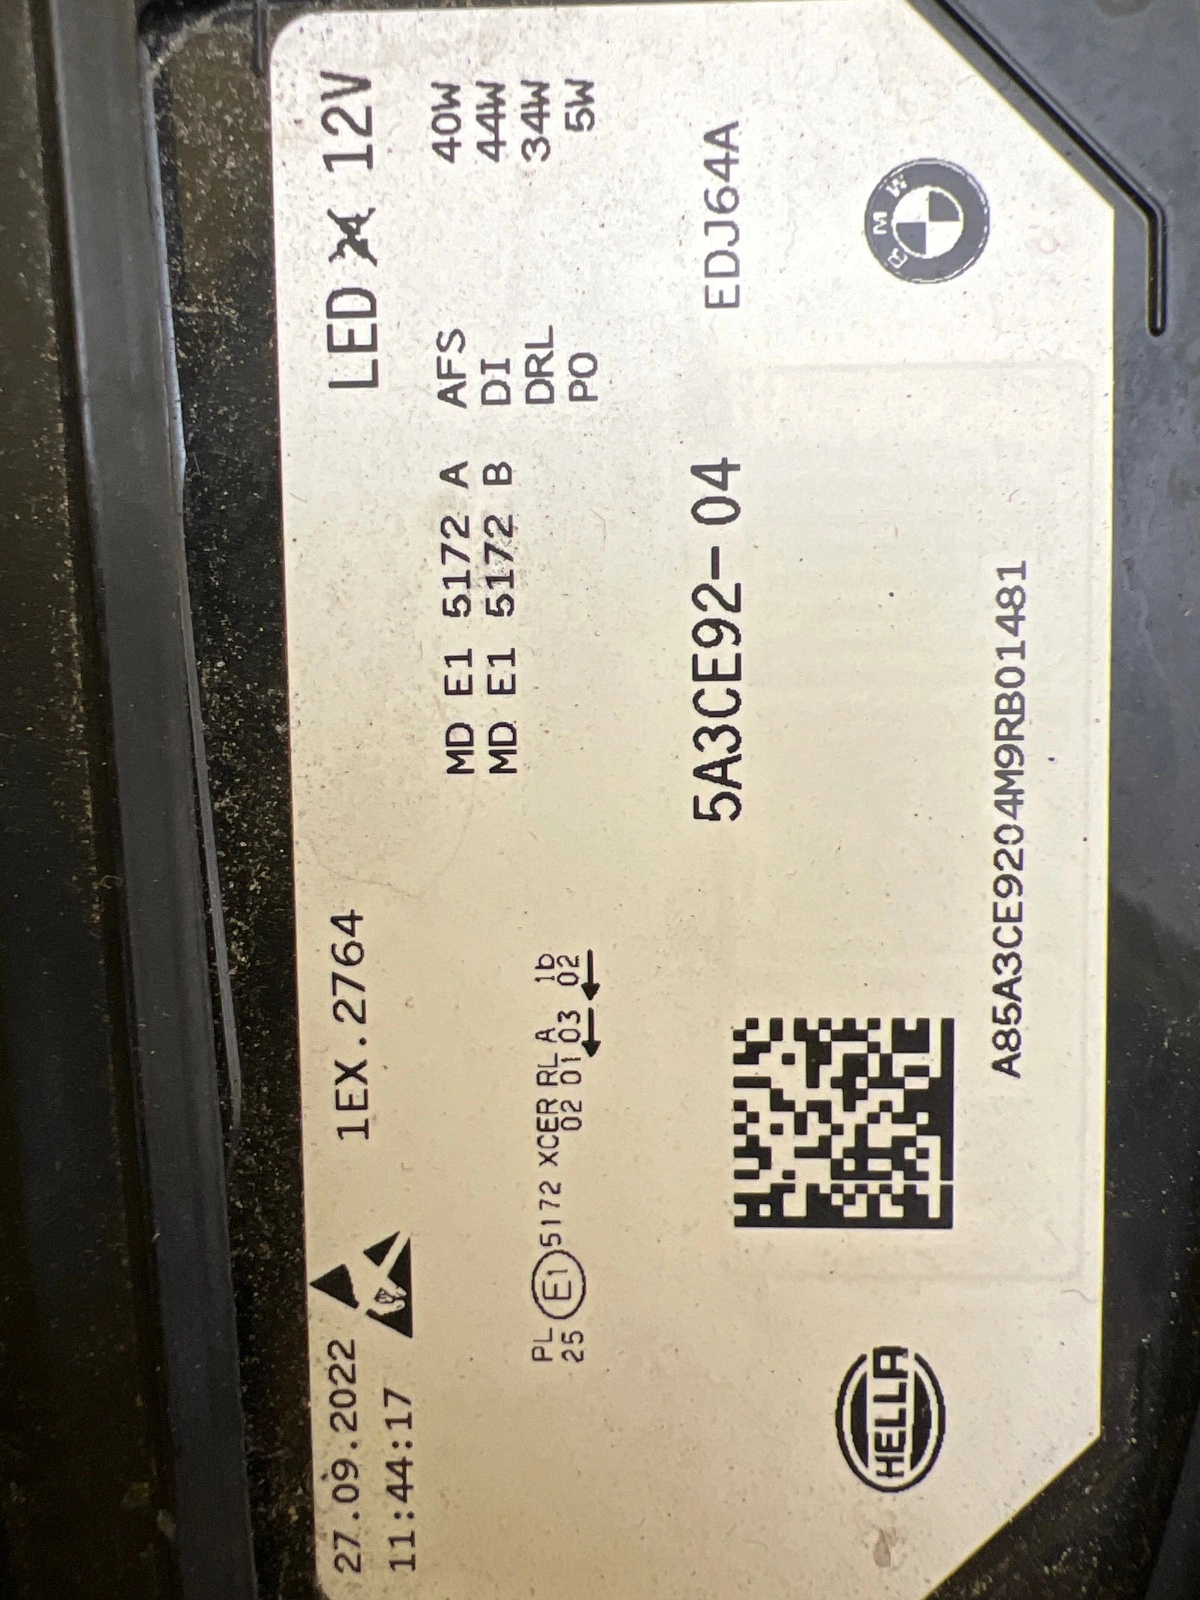 27.09.2022
11:44:17
1EX.2764
LED 12V
MD E1 5172 A AFS 40W
MD E1 5172 B DI 44W
DRL 34W
PO 5W
PL E1 5172 XCER RL A 1b
25 02 01 03 02
5A3CE92-04
EDJ64A
HELLA
BMW
A85A3CE9204M9RB01481